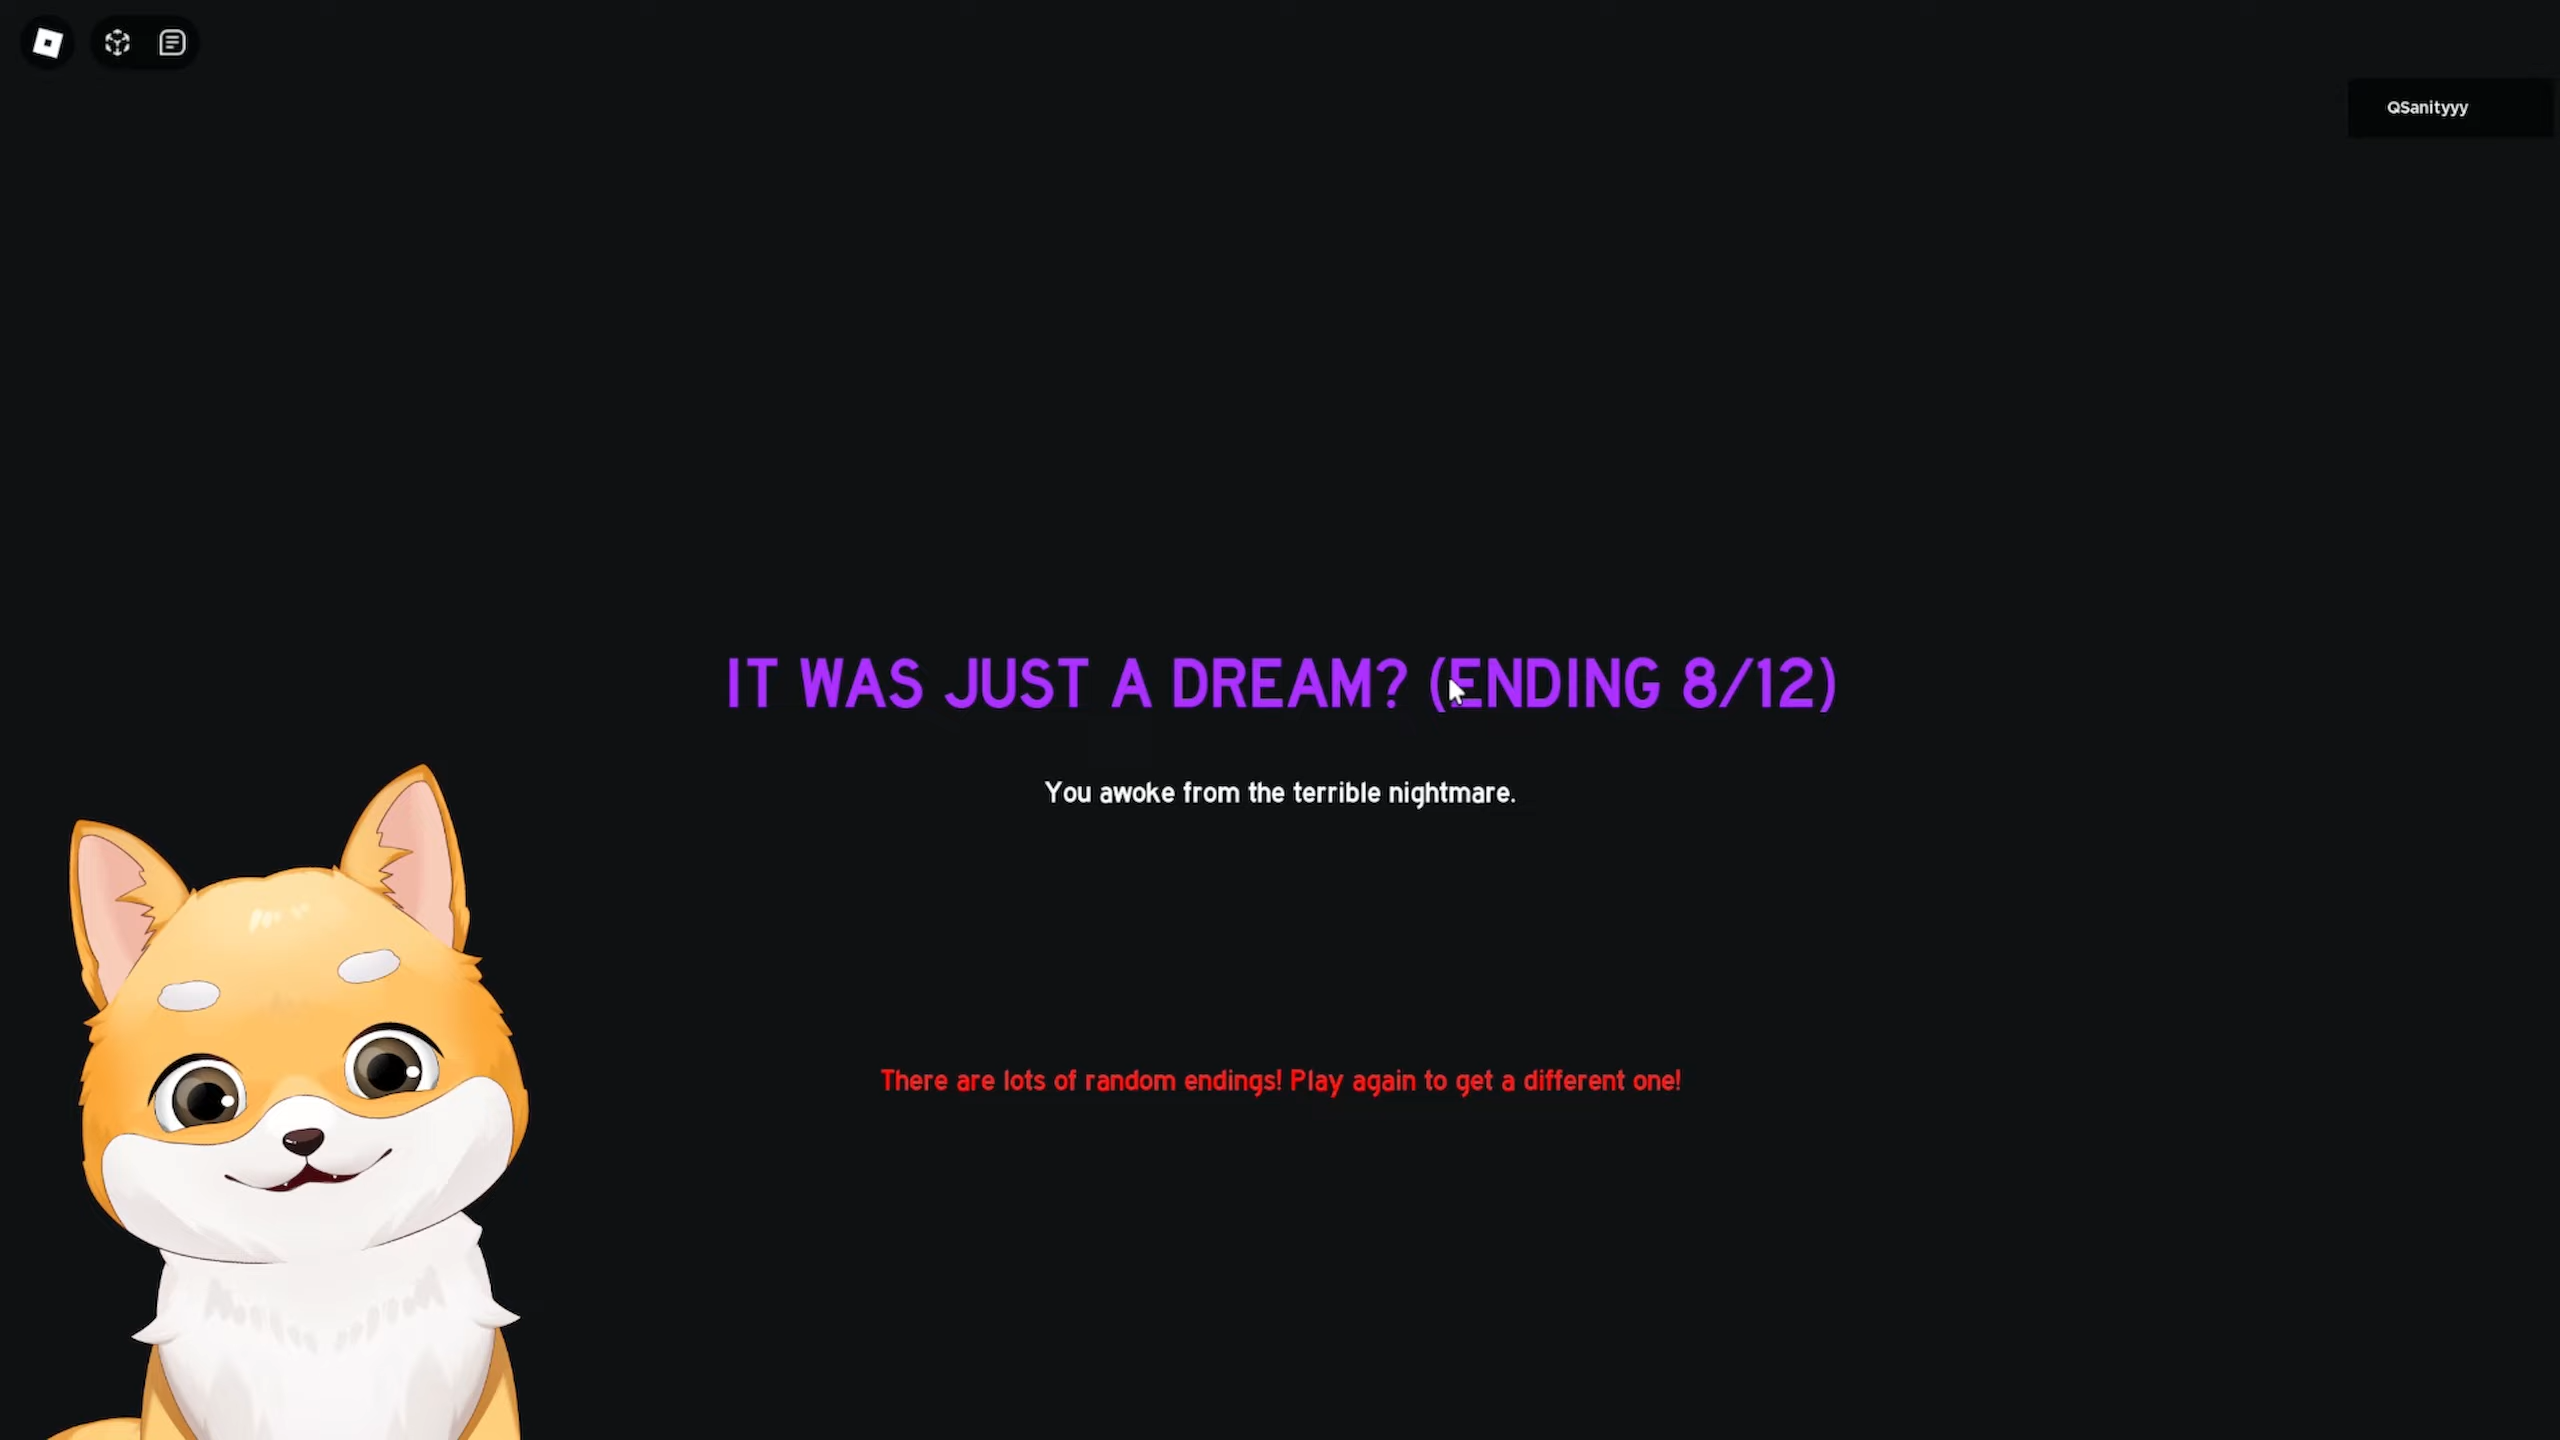 QSanityyy
IT WAS JUST A DREAM? (ENDING 8/12)
You awoke from the terrible nightmare.
There are lots of random endings! Play again to get a different one!